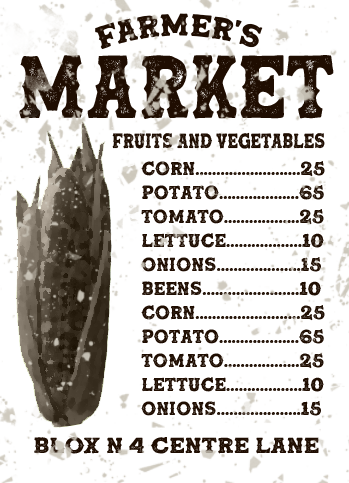 FARMER'S
MARKET
FRUITS AND VEGETABLES
CORN..........................25
POTATO.....................65
TOMATO....................25
LETTUCE...................10
ONIONS.....................15
BEENS........................10
CORN..........................25
POTATO.....................65
TOMATO....................25
LETTUCE...................10
ONIONS.....................15
BLOX N 4 CENTRE LANE